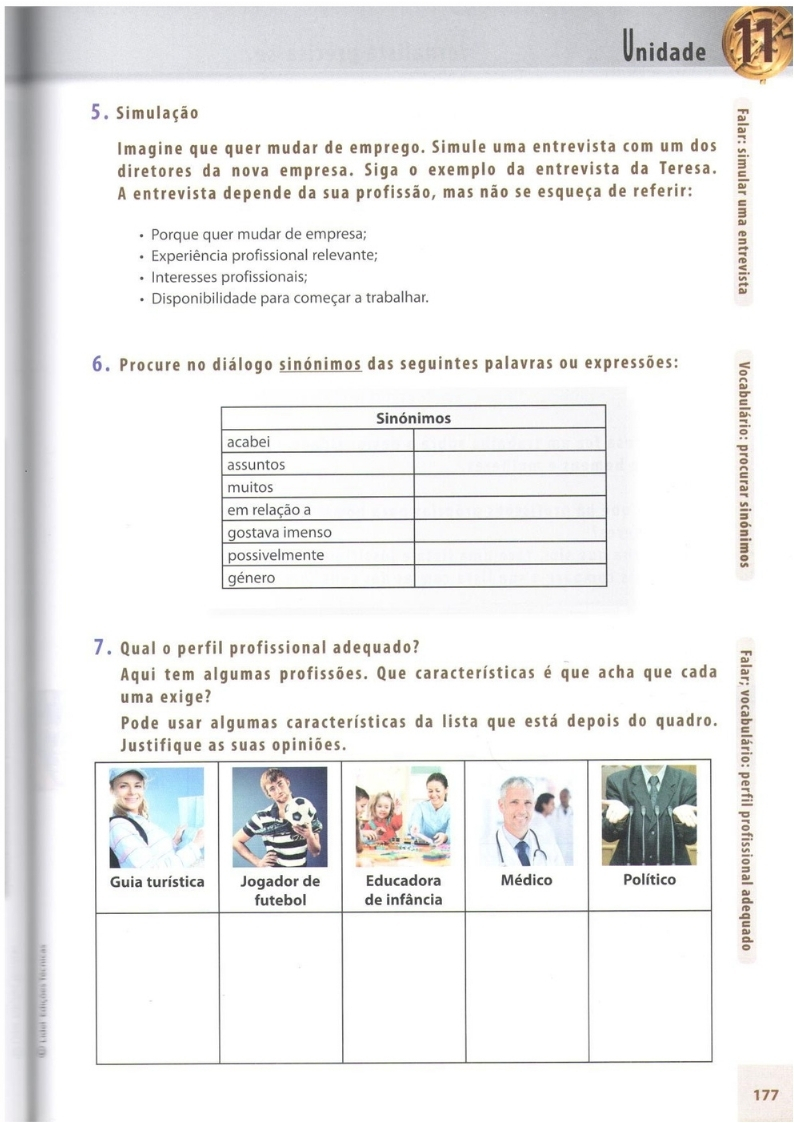 Unidade 11
5. Simulação
Imagine que quer mudar de emprego. Simule uma entrevista com um dos
diretores da nova empresa. Siga o exemplo da entrevista da Teresa.
A entrevista depende da sua profissão, mas não se esqueça de referir:
• Porque quer mudar de empresa;
• Experiência profissional relevante;
• Interesses profissionais;
• Disponibilidade para começar a trabalhar.
Falar: simular uma entrevista
6. Procure no diálogo sinónimos das seguintes palavras ou expressões:
Sinónimos
acabei
assuntos
muitos
em relação a
gostava imenso
possivelmente
género
Vocabulário: procurar sinónimos
7. Qual o perfil profissional adequado?
Aqui tem algumas profissões. Que características é que acha que cada
uma exige?
Pode usar algumas características da lista que está depois do quadro.
Justifique as suas opiniões.
Guia turística
Jogador de
futebol
Educadora
de infância
Médico
Político
Falar; vocabulário: perfil profissional adequado
© Lidel Edições Técnicas
177